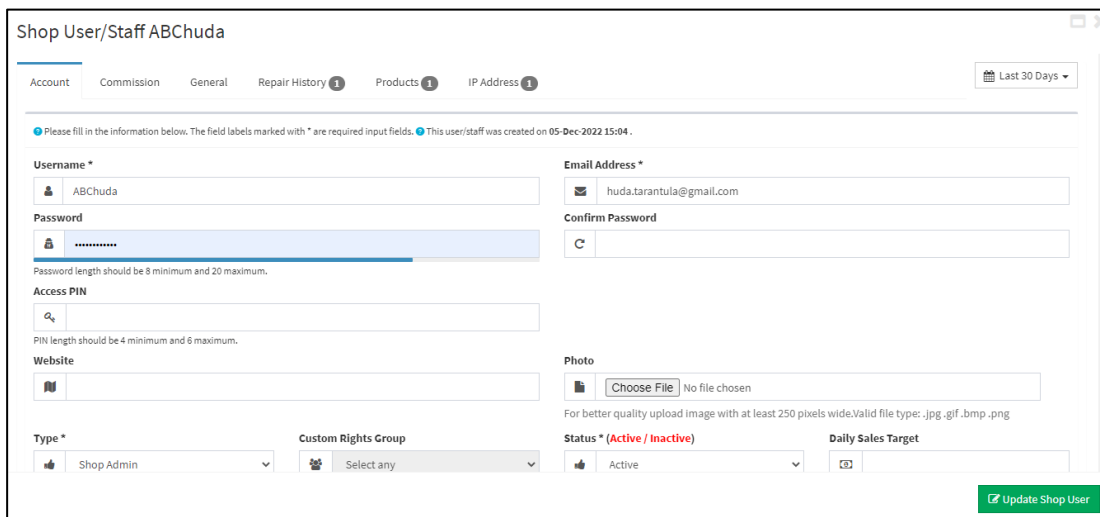 Shop User/Staff ABChuda
Account Commission General Repair History 1 Products 1 IP Address 1 Last 30 Days
Please fill in the information below. The field labels marked with * are required input fields. This user/staff was created on 05-Dec-2022 15:04 .
Username * Email Address *
ABChuda huda.tarantula@gmail.com
Password Confirm Password
Password length should be 8 minimum and 20 maximum.
Access PIN
PIN length should be 4 minimum and 6 maximum.
Website Photo
Choose File No file chosen
For better quality upload image with at least 250 pixels wide.Valid file type: .jpg .gif .bmp .png
Type * Custom Rights Group Status * (Active / Inactive) Daily Sales Target
Shop Admin Select any Active
Update Shop User